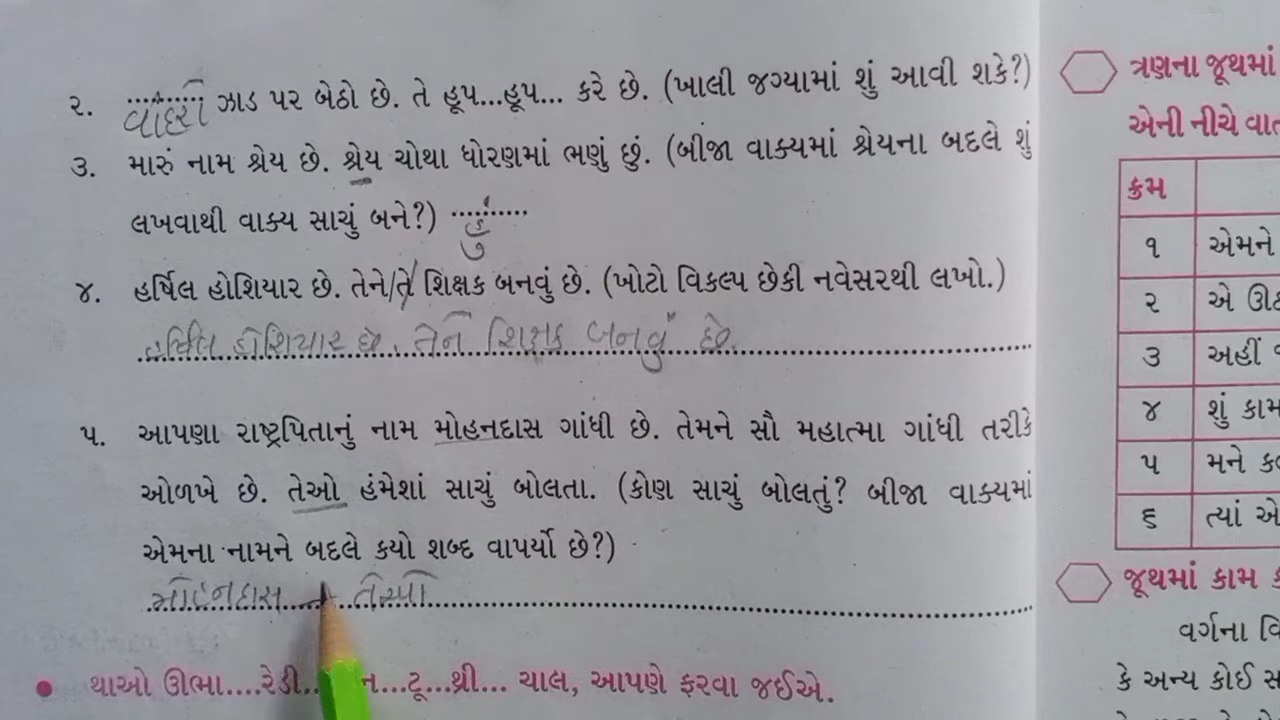 ૨. .......... ઝાડ પર બેઠો છે. તે હૂપ...હૂપ... કરે છે. (ખાલી જગ્યામાં શું આવી શકે?)
વાંદરો
૩. મારું નામ શ્રેય છે. શ્રેય ચોથા ધોરણમાં ભણું છું. (બીજા વાક્યમાં શ્રેયના બદલે શું
લખવાથી વાક્ય સાચું બને?) ..........
હું
૪. હર્ષિલ હોશિયાર છે. તેને/તે શિક્ષક બનવું છે. (ખોટો વિકલ્પ છેકી નવેસરથી લખો.)
હર્ષિલ હોશિયાર છે. તેને શિક્ષક બનવું છે.
૫. આપણા રાષ્ટ્રપિતાનું નામ મોહનદાસ ગાંધી છે. તેમને સૌ મહાત્મા ગાંધી તરીકે
ઓળખે છે. તેઓ હંમેશાં સાચું બોલતા. (કોણ સાચું બોલતું? બીજા વાક્યમાં
એમના નામને બદલે કયો શબ્દ વાપર્યો છે?)
મોહનદાસ → તેઓ
● થાઓ ઊભા....રેડી.. ન...ટૂ...થ્રી... ચાલ, આપણે ફરવા જઈએ.
ત્રણના જૂથમાં
એની નીચે વાત
ક્રમ
૧ એમને
૨ એ
૩ અહીં
૪ શું કામ
૫ મને
૬ ત્યાં એ
જૂથમાં કામ
વર્ગના વિ
કે અન્ય કોઈ સ